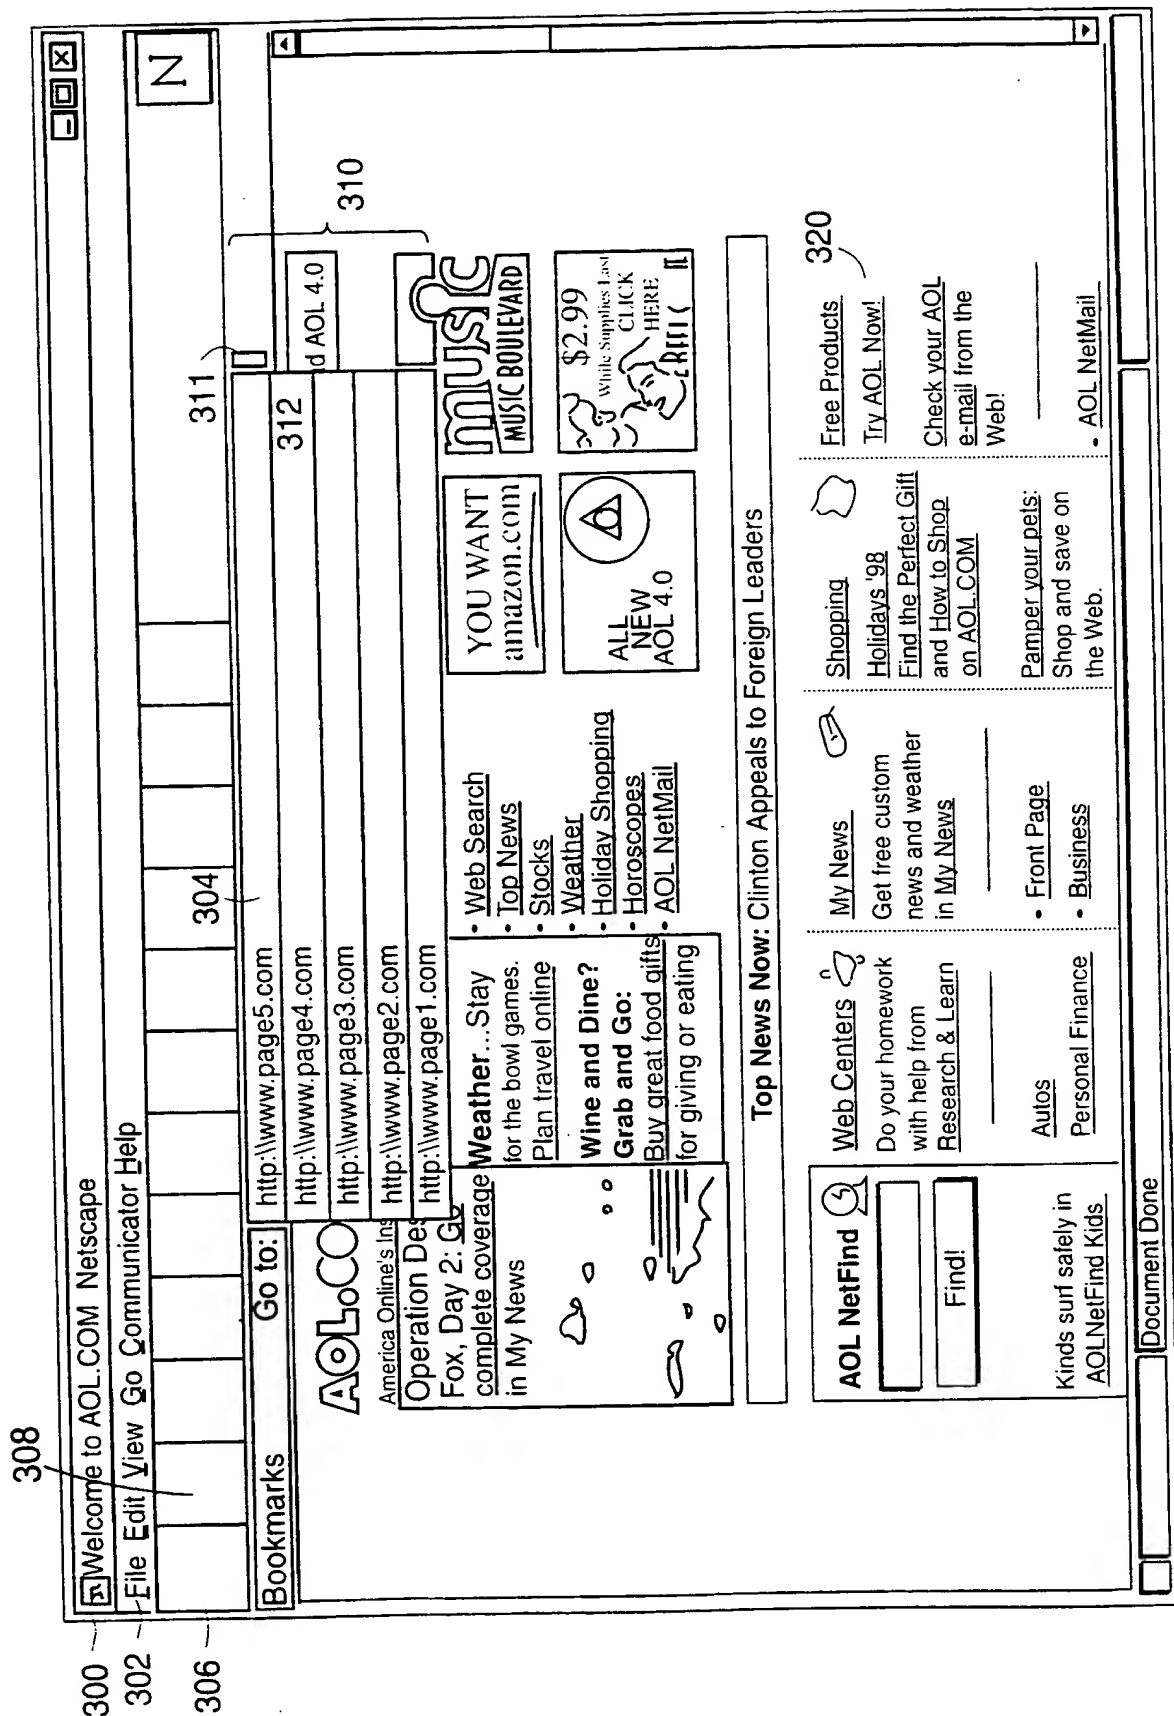 308
300
Welcome to AOL.COM Netscape
302
File Edit View Go Communicator Help
N
306
304
311
310
Bookmarks
Go to:
http:\\www.page5.com
http:\\www.page4.com
312
http:\\www.page3.com
http:\\www.page2.com
http:\\www.page1.com
d AOL 4.0
AOL.CO
America Online's Ins
Operation Des
Fox, Day 2: Go
complete coverage
in My News
Weather...Stay
for the bowl games.
Plan travel online
Wine and Dine?
Grab and Go:
Buy great food gifts
for giving or eating
• Web Search
• Top News
• Stocks
• Weather
• Holiday Shopping
• Horoscopes
• AOL NetMail
YOU WANT
amazon.com
music
MUSIC BOULEVARD
ALL
NEW
AOL 4.0
$2.99
While Supplies Last
CLICK
HERE
Top News Now: Clinton Appeals to Foreign Leaders
320
AOL NetFind
Find!
Kinds surf safely in
AOLNetFind Kids
Web Centers
Do your homework
with help from
Research & Learn
Autos
Personal Finance
My News
Get free custom
news and weather
in My News
• Front Page
• Business
Shopping
Holidays '98
Find the Perfect Gift
and How to Shop
on AOL.COM
Pamper your pets:
Shop and save on
the Web.
Free Products
Try AOL Now!
Check your AOL
e-mail from the
Web!
• AOL NetMail
Document Done